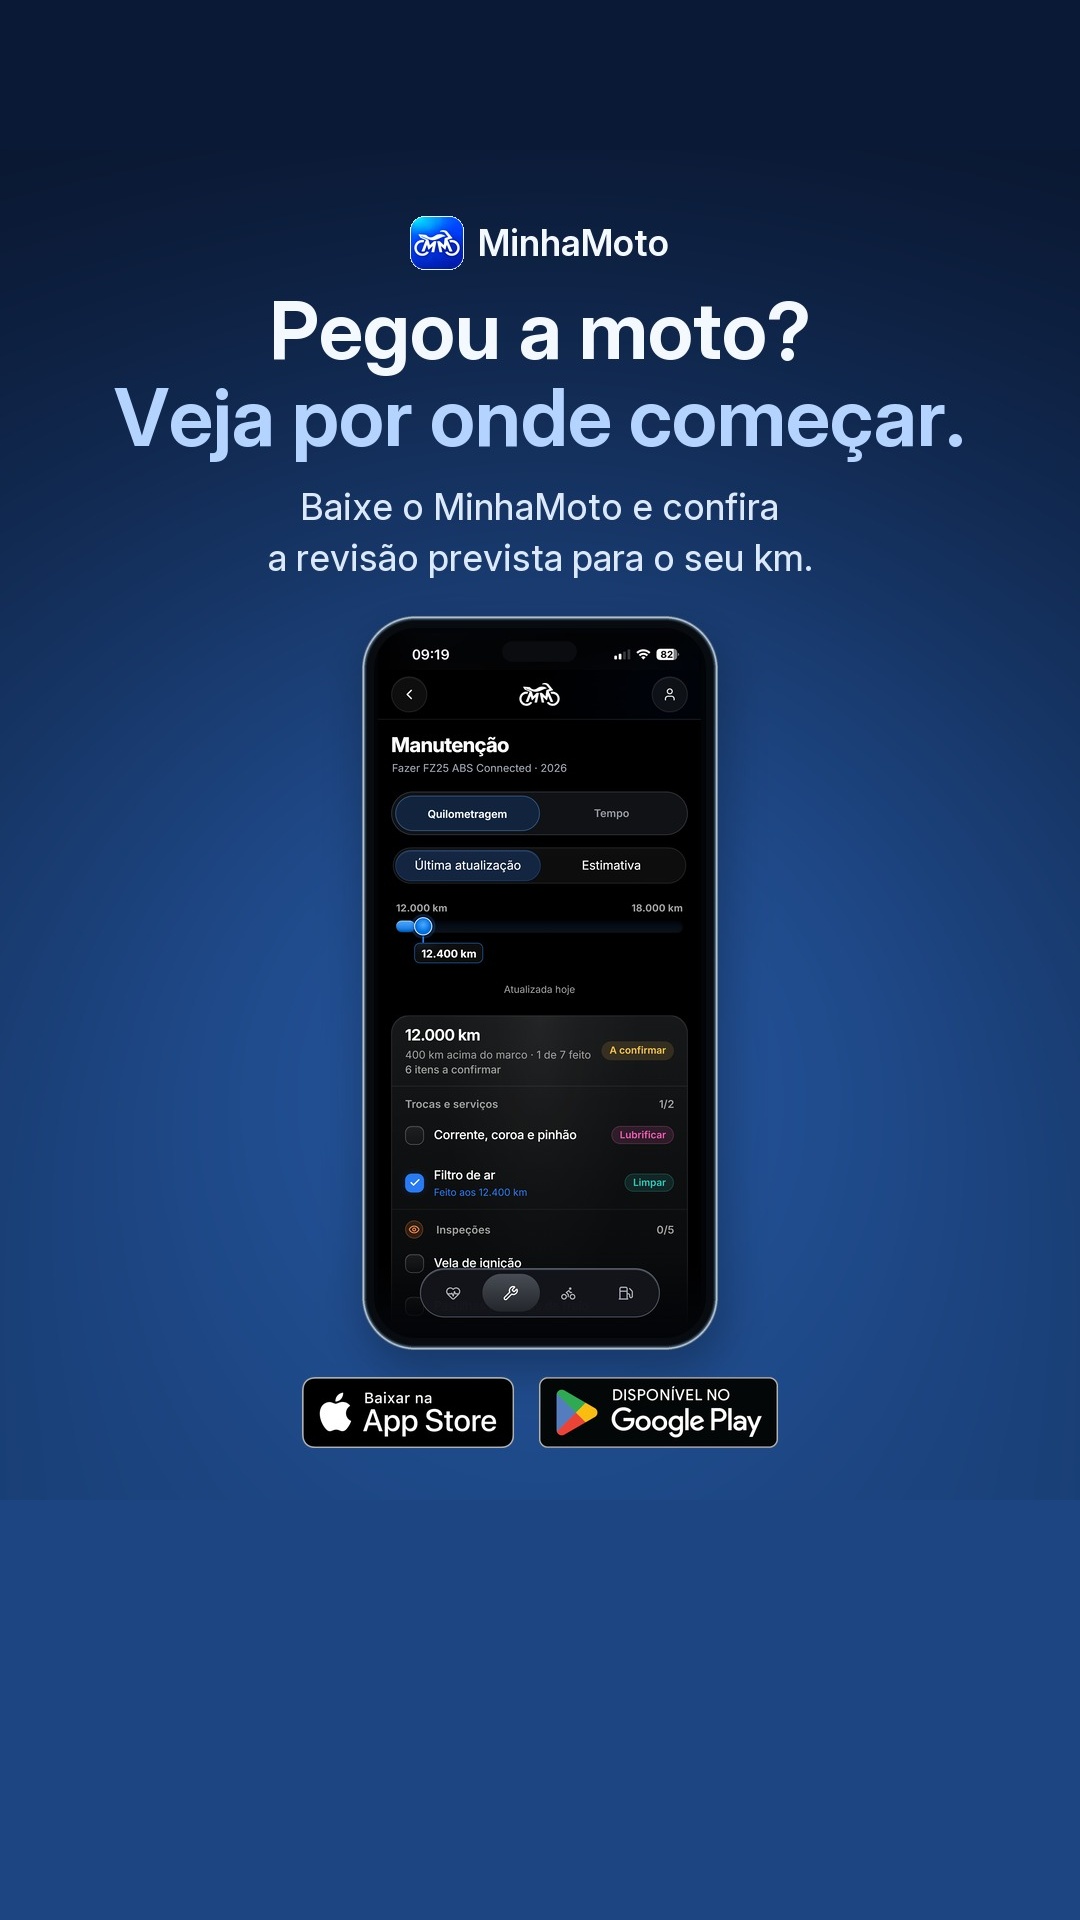 MinhaMoto
Pegou a moto?
Veja por onde começar.
Baixe o MinhaMoto e confira
a revisão prevista para o seu km.
09:19
82
MM
Manutenção
Fazer FZ25 ABS Connected · 2026
Quilometragem
Tempo
Última atualização
Estimativa
12.000 km
18.000 km
12.400 km
Atualizada hoje
12.000 km
400 km acima do marco · 1 de 7 feito
6 itens a confirmar
A confirmar
Trocas e serviços
1/2
Corrente, coroa e pinhão
Lubrificar
Filtro de ar
Feito aos 12.400 km
Limpar
Inspeções
0/5
Vela de ignição
Baixar na
App Store
DISPONÍVEL NO
Google Play